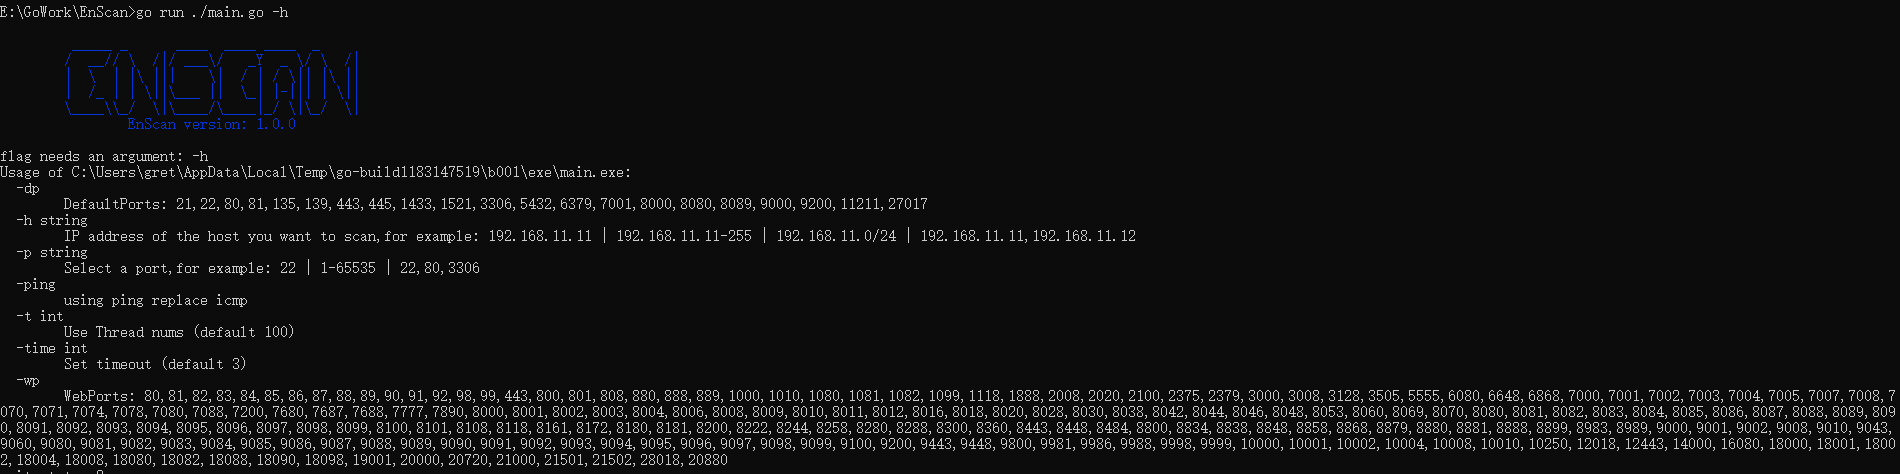 E:\GoWork\EnScan>go run ./main.go -h
ENSCAN
EnScan version: 1.0.0
flag needs an argument: -h
Usage of C:\Users\gret\AppData\Local\Temp\go-build1183147519\b001\exe\main.exe:
-dp
DefaultPorts: 21,22,80,81,135,139,443,445,1433,1521,3306,5432,6379,7001,8000,8080,8089,9000,9200,11211,27017
-h string
IP address of the host you want to scan,for example: 192.168.11.11 | 192.168.11.11-255 | 192.168.11.0/24 | 192.168.11.11,192.168.11.12
-p string
Select a port,for example: 22 | 1-65535 | 22,80,3306
-ping
using ping replace icmp
-t int
Use Thread nums (default 100)
-time int
Set timeout (default 3)
-wp
WebPorts: 80,81,82,83,84,85,86,87,88,89,90,91,92,98,99,443,800,801,808,880,888,889,1000,1010,1080,1081,1082,1099,1118,1888,2008,2020,2100,2375,2379,3000,3008,3128,3505,5555,6080,6648,6868,7000,7001,7002,7003,7004,7005,7007,7008,7
070,7071,7074,7078,7080,7088,7200,7680,7687,7688,7777,7890,8000,8001,8002,8003,8004,8006,8008,8009,8010,8011,8012,8016,8018,8020,8028,8030,8038,8042,8044,8046,8048,8053,8060,8069,8070,8080,8081,8082,8083,8084,8085,8086,8087,8088,8089,809
0,8091,8092,8093,8094,8095,8096,8097,8098,8099,8100,8101,8108,8118,8161,8172,8180,8181,8200,8222,8244,8258,8280,8288,8300,8360,8443,8448,8484,8800,8834,8838,8848,8858,8868,8879,8880,8881,8888,8899,8983,8989,9000,9001,9002,9008,9010,9043,
9060,9080,9081,9082,9083,9084,9085,9086,9087,9088,9089,9090,9091,9092,9093,9094,9095,9096,9097,9098,9099,9100,9200,9443,9448,9800,9981,9986,9988,9998,9999,10000,10001,10002,10004,10008,10010,10250,12018,12443,14000,16080,18000,18001,1800
2,18004,18008,18080,18082,18088,18090,18098,19001,20000,20720,21000,21501,21502,28018,20880